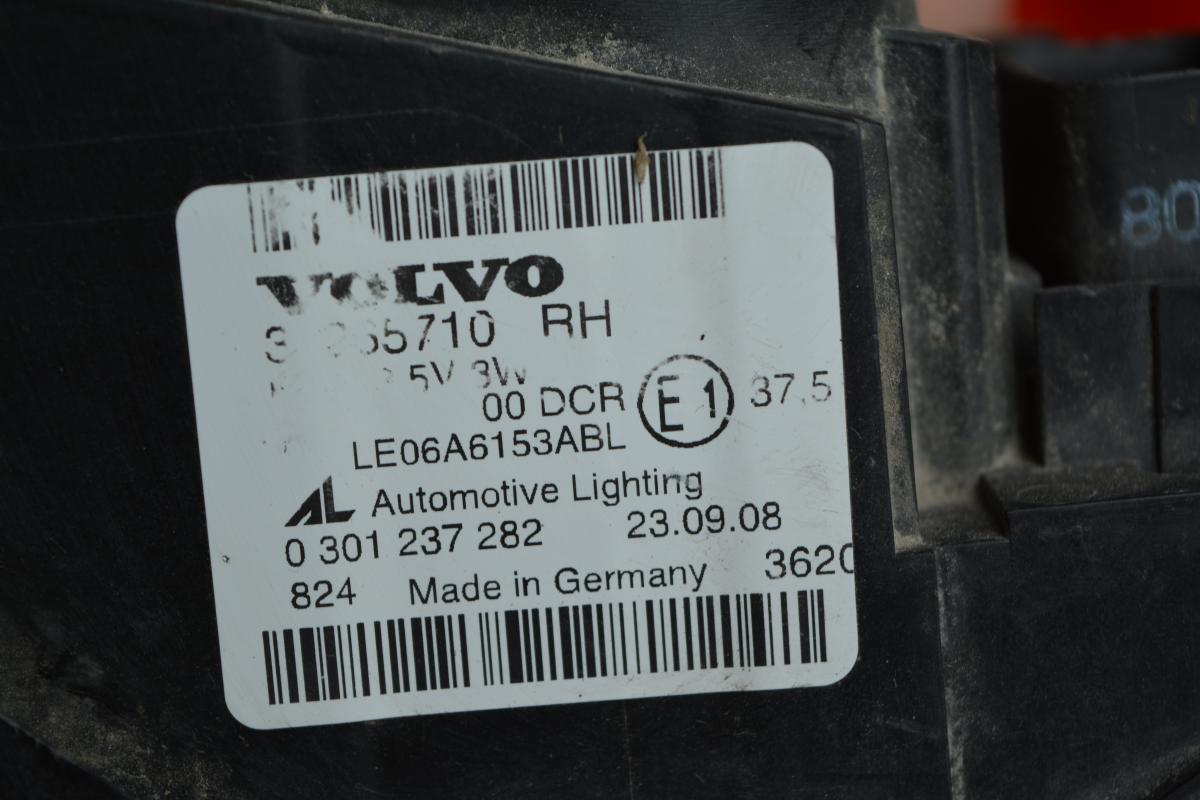 VOLVO
RH
00 DCR E1 37,5
LE06A6153ABL
AL Automotive Lighting
0 301 237 282 23.09.08
824 Made in Germany 3620
80